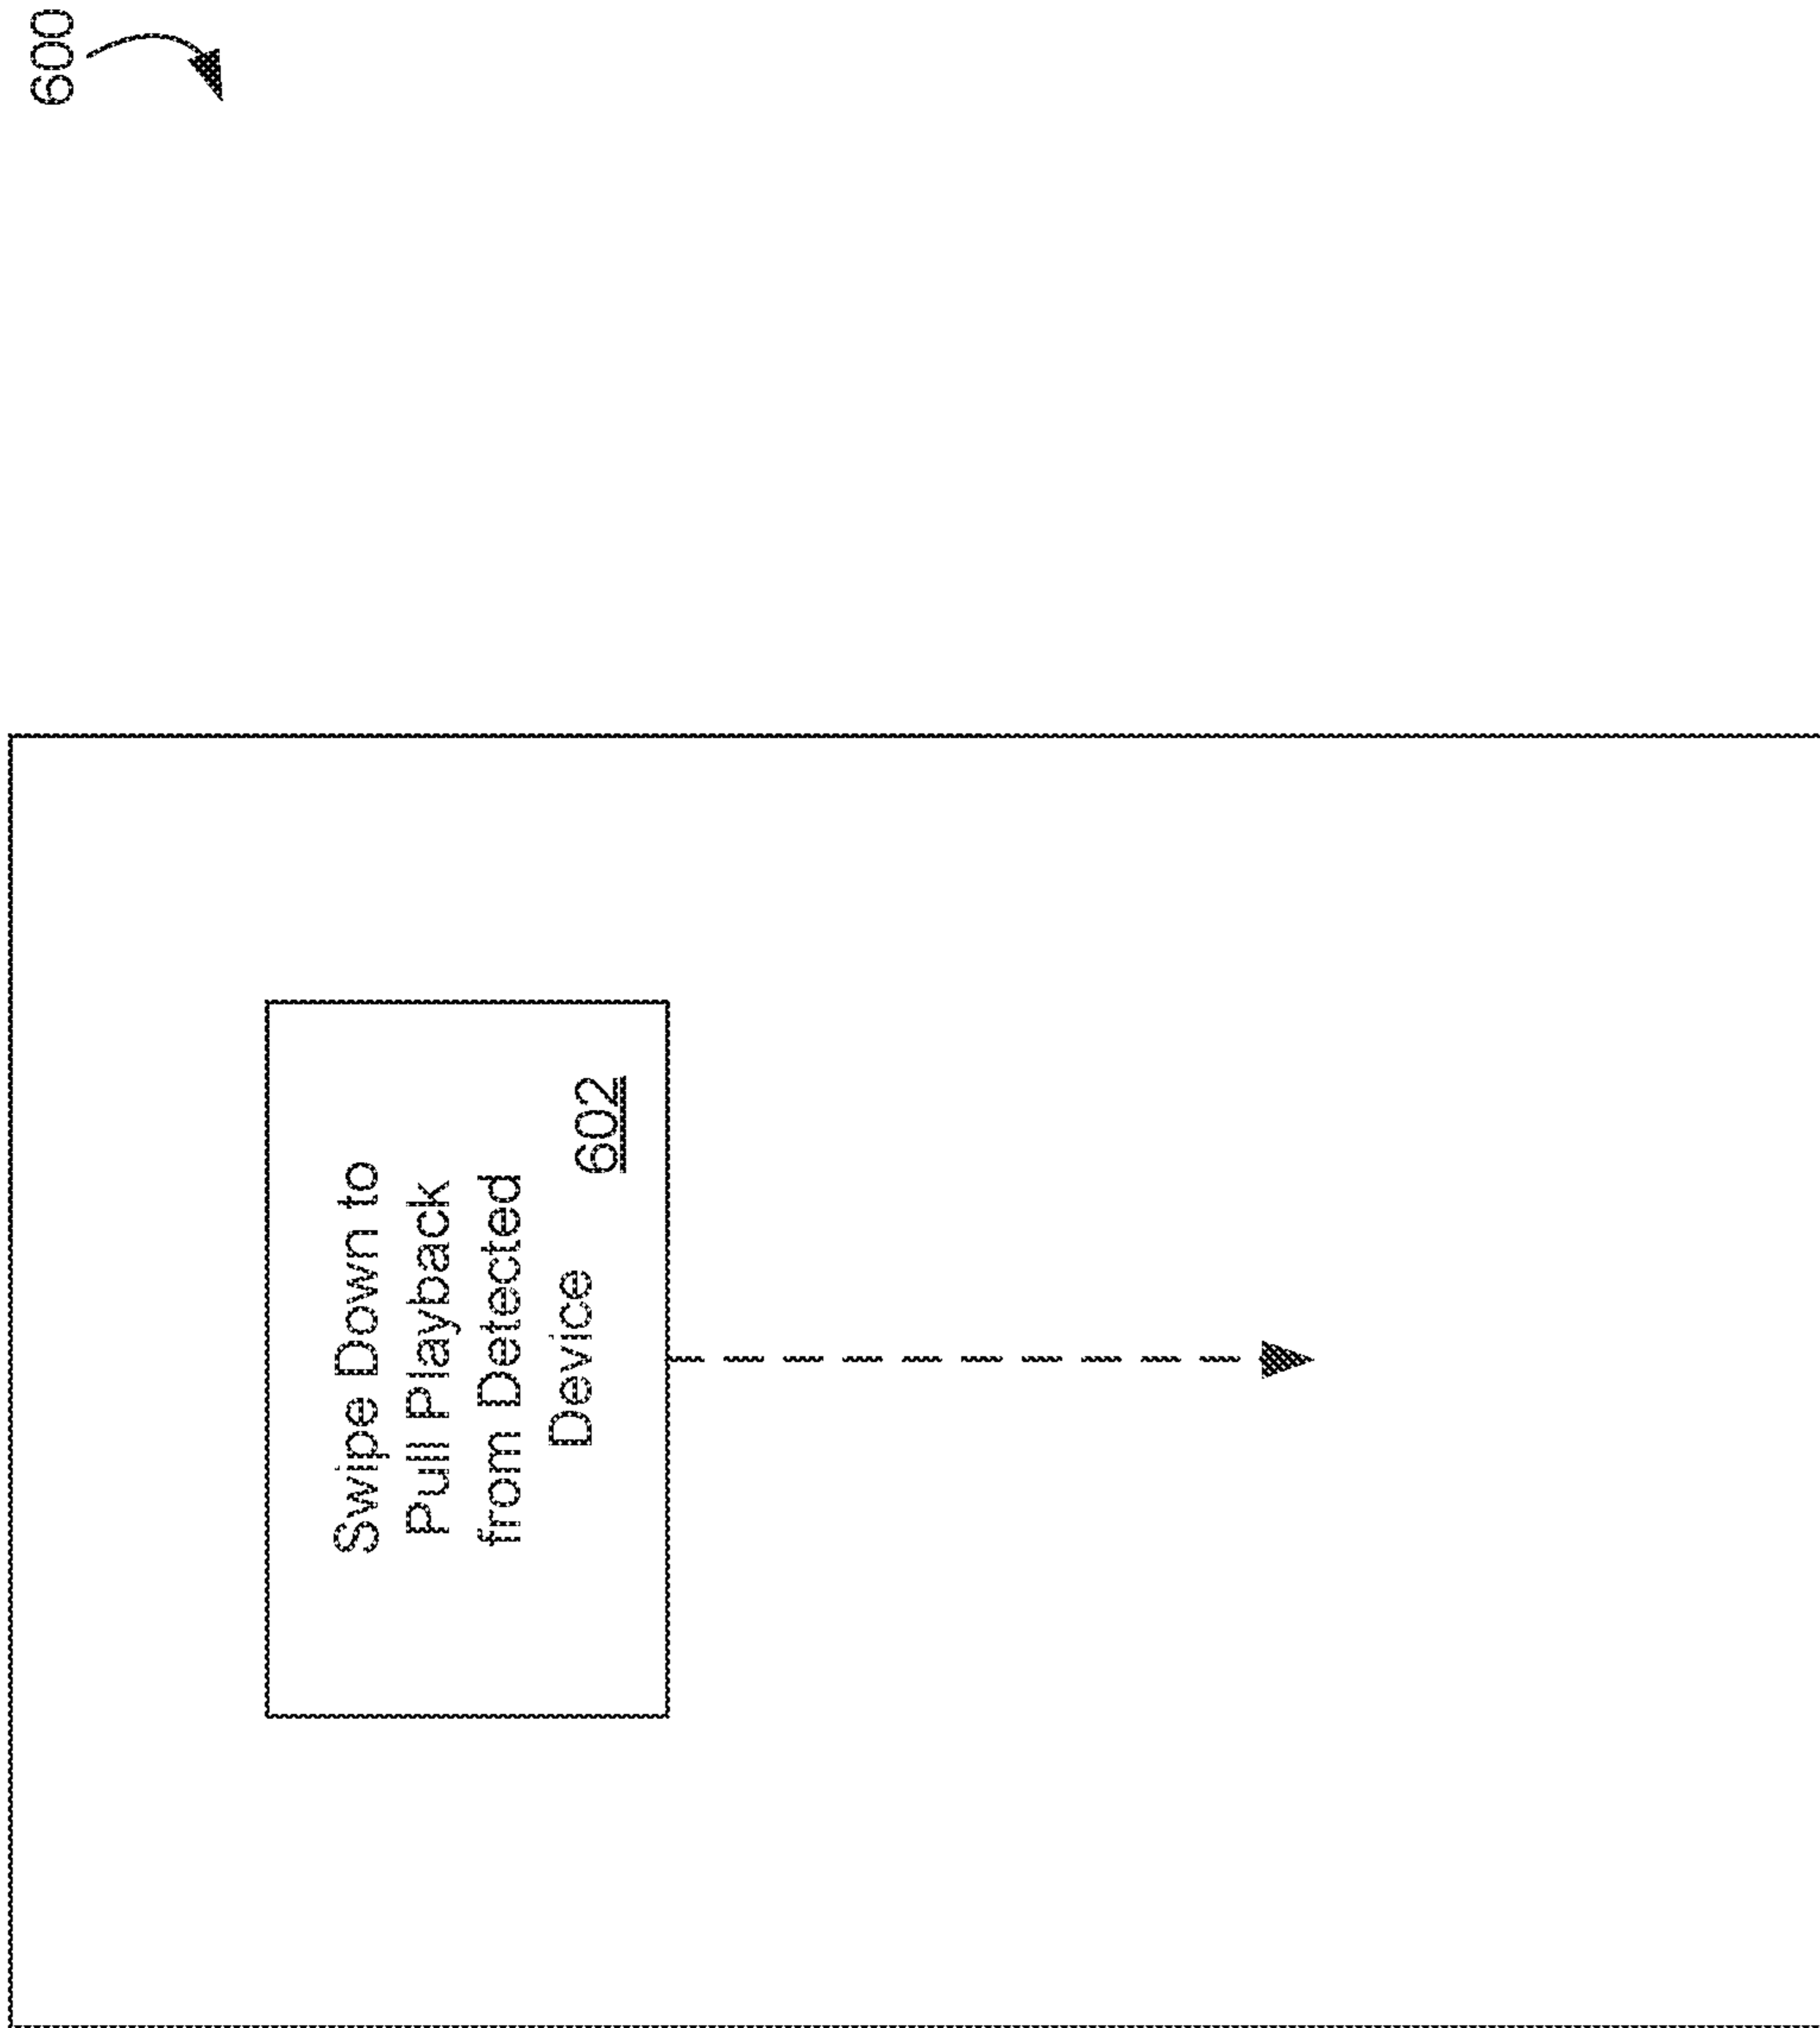 600
Swipe Down to
Pull Playback
from Detected
Device
602